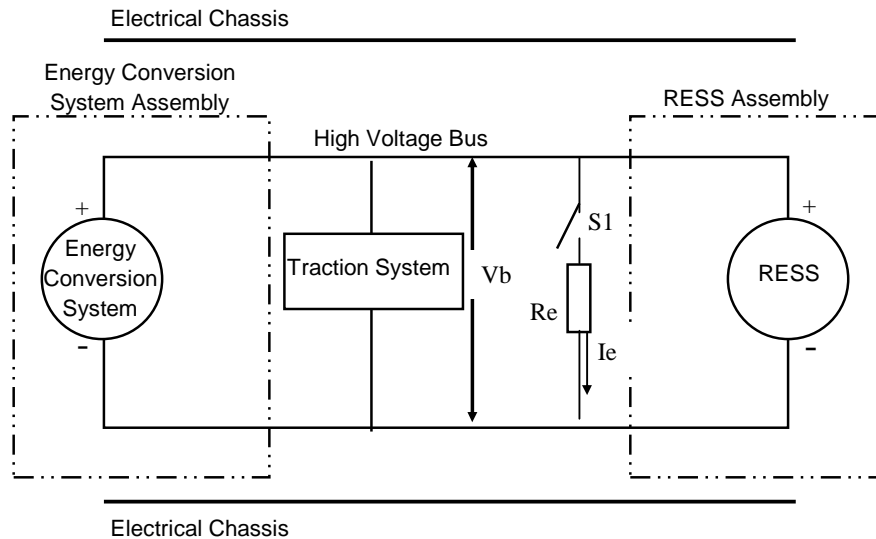 Electrical Chassis
Energy Conversion
System Assembly
RESS Assembly
High Voltage Bus
+
+
S1
Energy
Conversion
System
Traction System
Vb
RESS
Re
Ie
-
-
Electrical Chassis